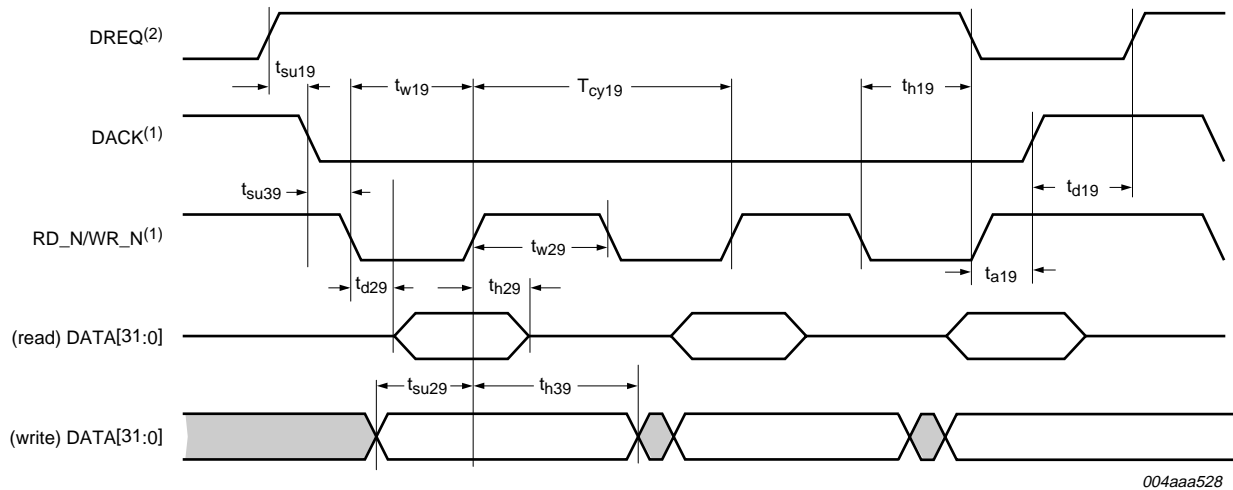 DREQ(2)
tsu19
tw19
Tcy19
th19
DACK(1)
tsu39
td19
RD_N/WR_N(1)
tw29
ta19
td29
th29
(read) DATA[31:0]
tsu29
th39
(write) DATA[31:0]
004aaa528